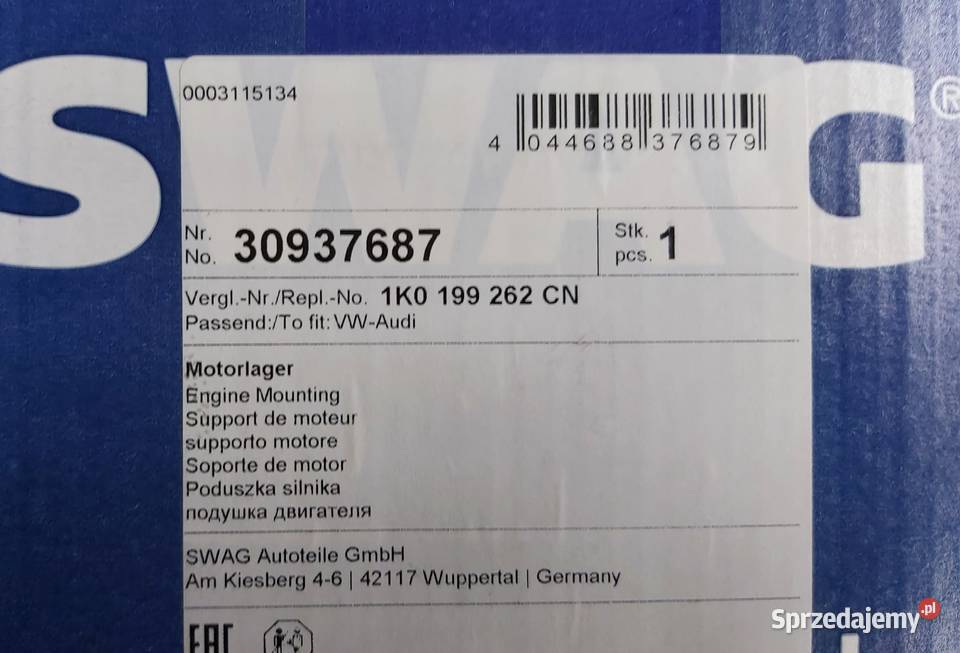 SWAG®
0003115134
4 044688 376879
Nr.
No. 30937687
Stk.
pcs. 1
Vergl.-Nr./Repl.-No. 1K0 199 262 CN
Passend:/To fit: VW-Audi
Motorlager
Engine Mounting
Support de moteur
supporto motore
Soporte de motor
Poduszka silnika
подушка двигателя
SWAG Autoteile GmbH
Am Kiesberg 4-6 | 42117 Wuppertal | Germany
EAC
Sprzedajemy.pl